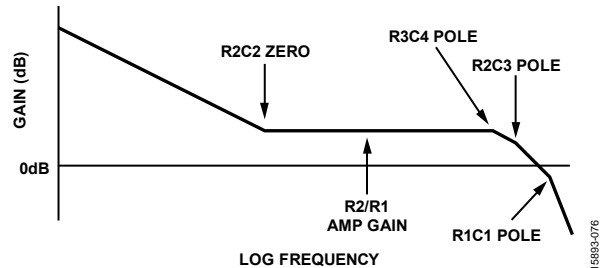 R3C4 POLE
R2C2 ZERO
R2C3 POLE
GAIN (dB)
0dB
R2/R1
AMP GAIN
R1C1 POLE
LOG FREQUENCY
15893-076